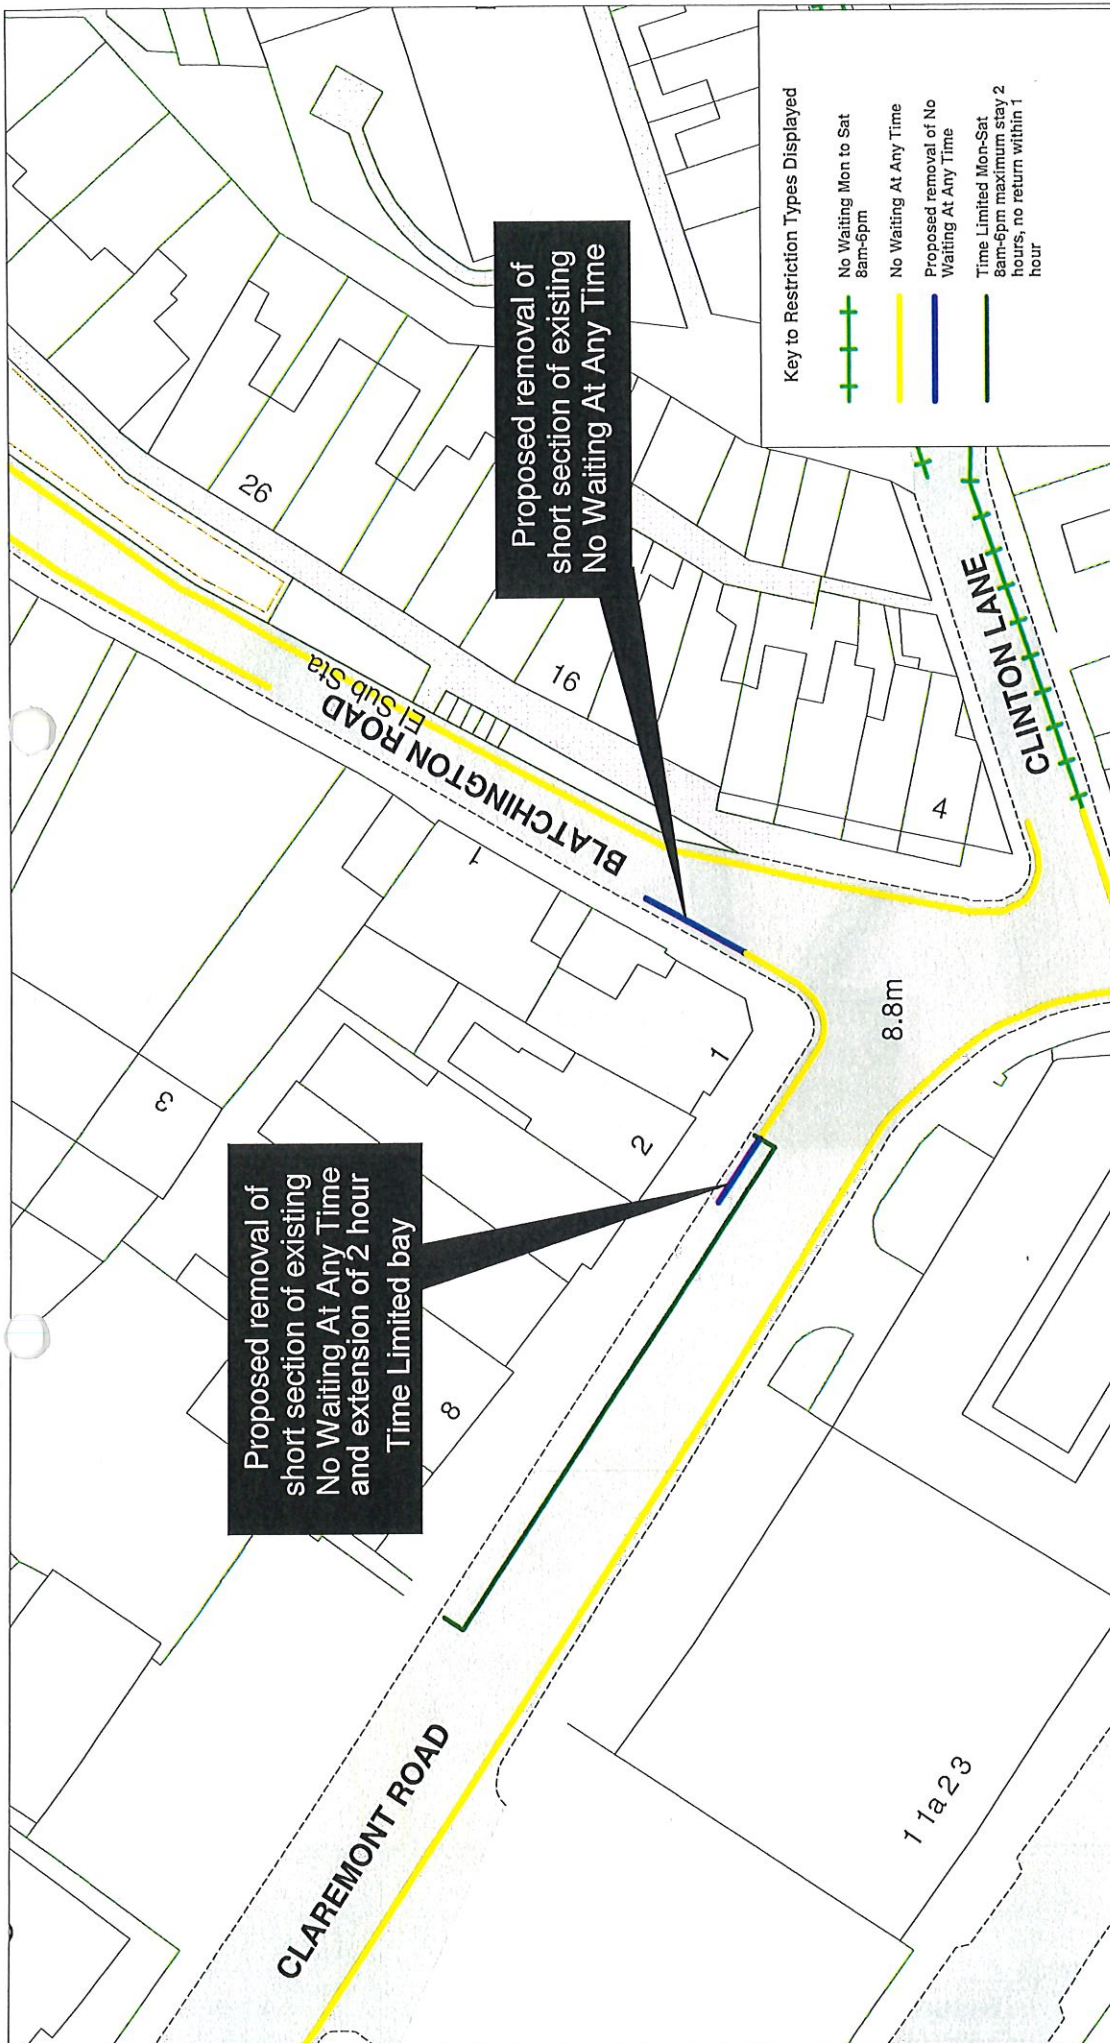 Proposed removal of
short section of existing
No Waiting At Any Time
and extension of 2 hour
Time Limited bay
Proposed removal of
short section of existing
No Waiting At Any Time
CLAREMONT ROAD
BLATCHINGTON ROAD
El Sub Sta
CLINTON LANE
3
8
2
1
1
26
16
4
8.8m
1 1a 2 3
Key to Restriction Types Displayed
No Waiting Mon to Sat
8am-6pm
No Waiting At Any Time
Proposed removal of No
Waiting At Any Time
Time Limited Mon-Sat
8am-6pm maximum stay 2
hours, no return within 1
hour